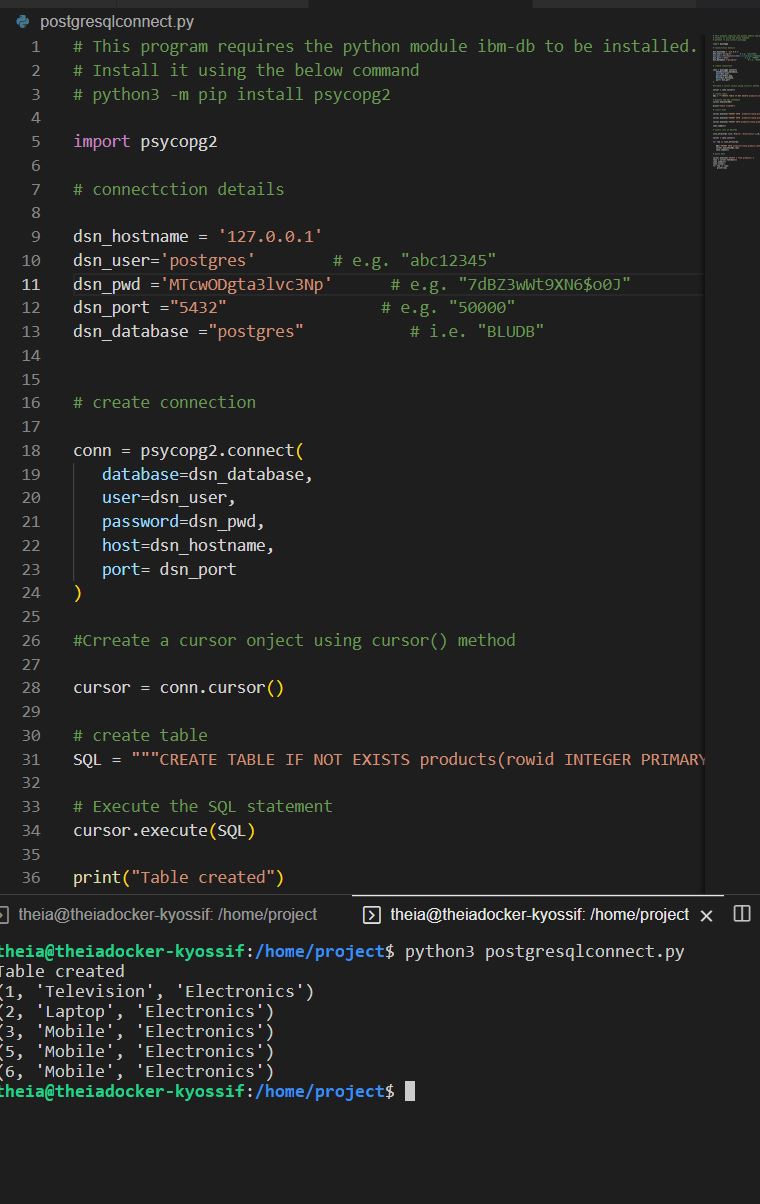 postgresqlconnect.py
1 # This program requires the python module ibm-db to be installed.
2 # Install it using the below command
3 # python3 -m pip install psycopg2
4
5 import psycopg2
6
7 # connectction details
8
9 dsn_hostname = '127.0.0.1'
10 dsn_user='postgres' # e.g. "abc12345"
11 dsn_pwd ='MTcwODgta3lvc3Np' # e.g. "7dBZ3wWt9XN6$o0J"
12 dsn_port ="5432" # e.g. "50000"
13 dsn_database ="postgres" # i.e. "BLUDB"
14
15
16 # create connection
17
18 conn = psycopg2.connect(
19 database=dsn_database,
20 user=dsn_user,
21 password=dsn_pwd,
22 host=dsn_hostname,
23 port= dsn_port
24 )
25
26 #Crreate a cursor onject using cursor() method
27
28 cursor = conn.cursor()
29
30 # create table
31 SQL = """CREATE TABLE IF NOT EXISTS products(rowid INTEGER PRIMARY
32
33 # Execute the SQL statement
34 cursor.execute(SQL)
35
36 print("Table created")
theia@theiadocker-kyossif: /home/project theia@theiadocker-kyossif: /home/project
theia@theiadocker-kyossif:/home/project$ python3 postgresqlconnect.py
Table created
(1, 'Television', 'Electronics')
(2, 'Laptop', 'Electronics')
(3, 'Mobile', 'Electronics')
(5, 'Mobile', 'Electronics')
(6, 'Mobile', 'Electronics')
theia@theiadocker-kyossif:/home/project$